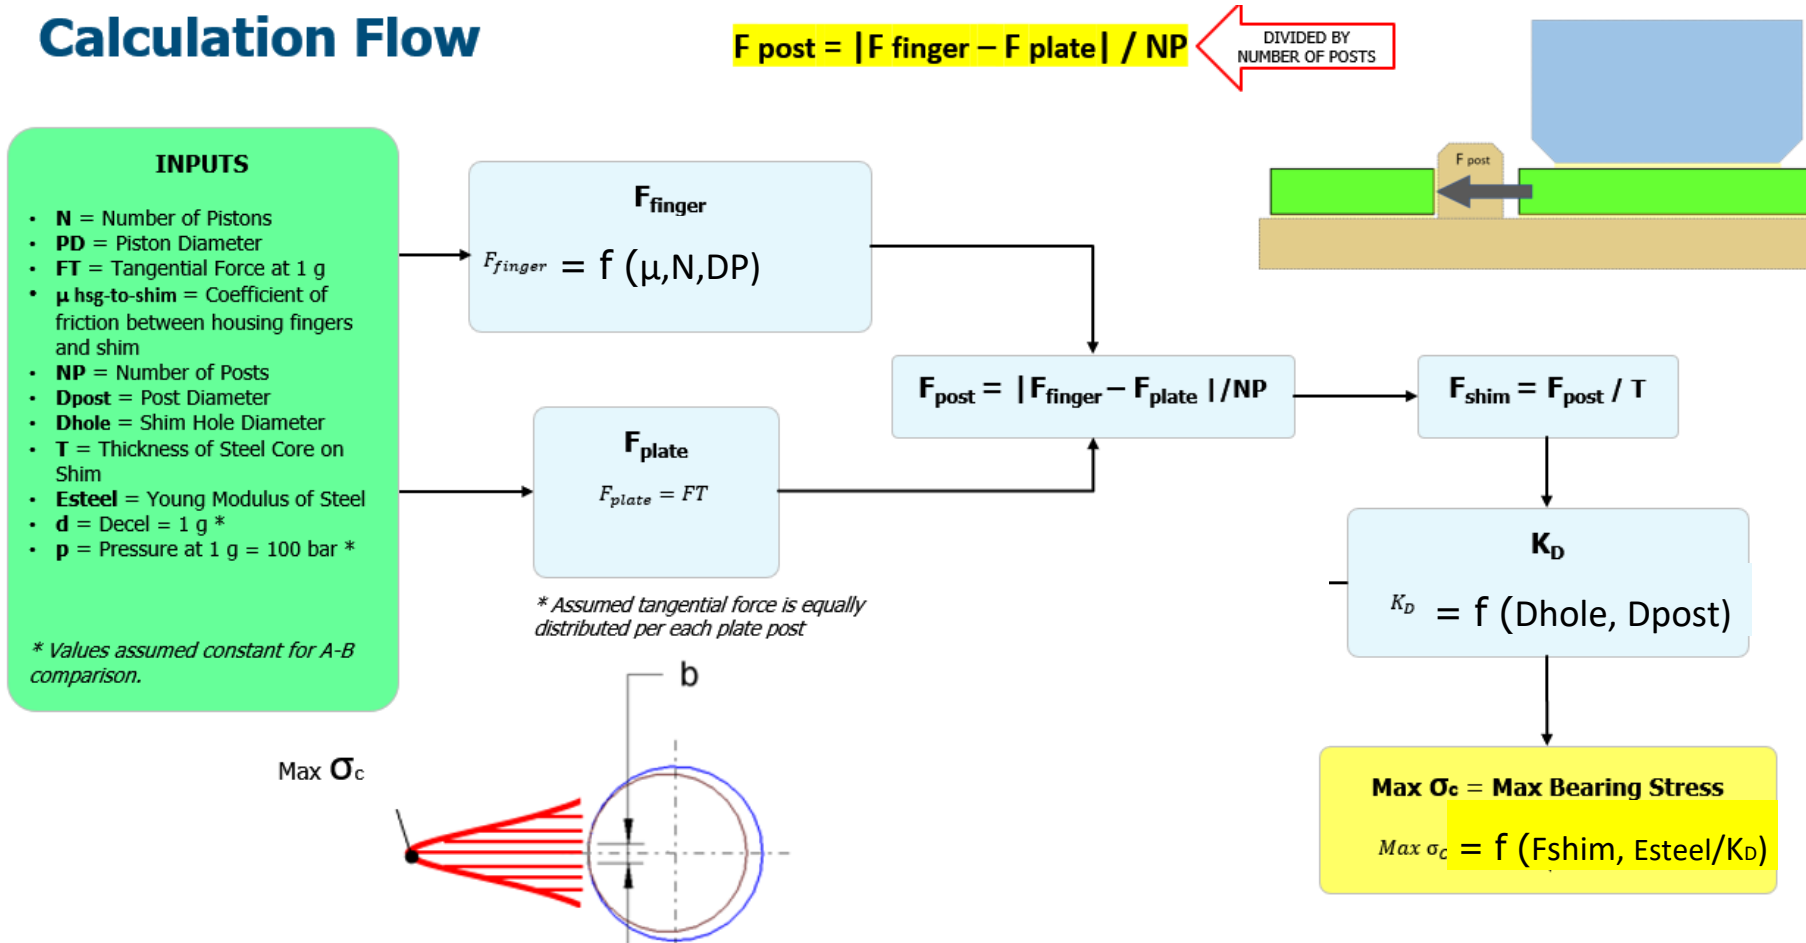 Calculation Flow
F post = |F finger – F plate| / NP
DIVIDED BY
NUMBER OF POSTS
F post
INPUTS
• N = Number of Pistons
• PD = Piston Diameter
• FT = Tangential Force at 1 g
• μ hsg-to-shim = Coefficient of
friction between housing fingers
and shim
• NP = Number of Posts
• Dpost = Post Diameter
• Dhole = Shim Hole Diameter
• T = Thickness of Steel Core on
Shim
• Esteel = Young Modulus of Steel
• d = Decel = 1 g *
• p = Pressure at 1 g = 100 bar *
* Values assumed constant for A-B
comparison.
Ffinger
Ffinger = f (μ,N,DP)
Fplate
Fplate = FT
* Assumed tangential force is equally
distributed per each plate post
Fpost = |Ffinger – Fplate |/NP
Fshim = Fpost / T
KD
KD = f (Dhole, Dpost)
Max σc = Max Bearing Stress
Max σc = f (Fshim, Esteel/KD)
b
Max σc